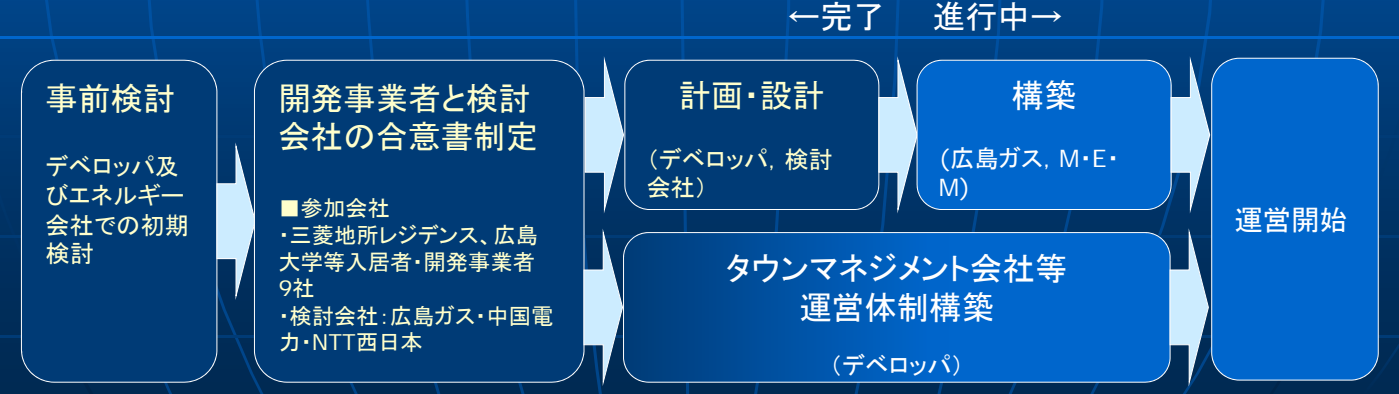 ←完了　進行中→
事前検討
デベロッパ及
びエネルギー
会社での初期
検討
開発事業者と検討
会社の合意書制定
■参加会社
・三菱地所レジデンス、広島
大学等入居者・開発事業者
9社
・検討会社：広島ガス・中国電
力・NTT西日本
計画・設計
（デベロッパ，検討
会社）
構築
(広島ガス，M・E・
M)
タウンマネジメント会社等
運営体制構築
（デベロッパ）
運営開始